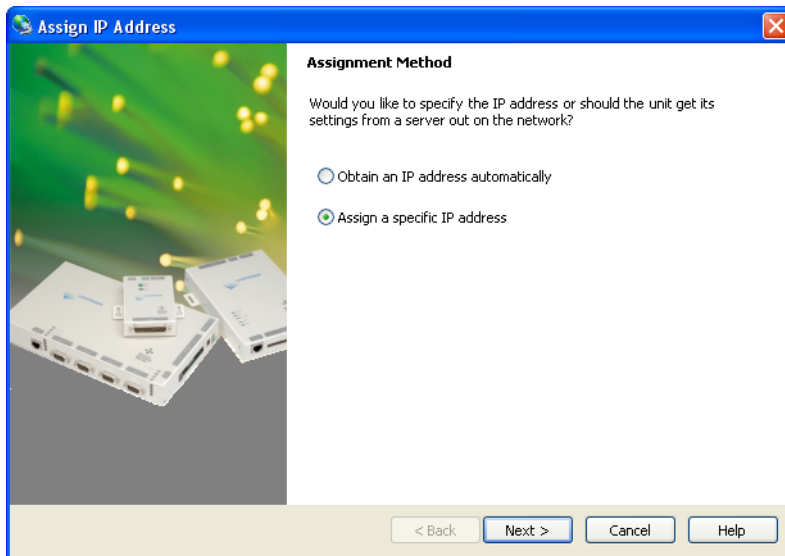 Assign IP Address
Assignment Method
Would you like to specify the IP address or should the unit get its
settings from a server out on the network?
Obtain an IP address automatically
Assign a specific IP address
< Back
Next >
Cancel
Help